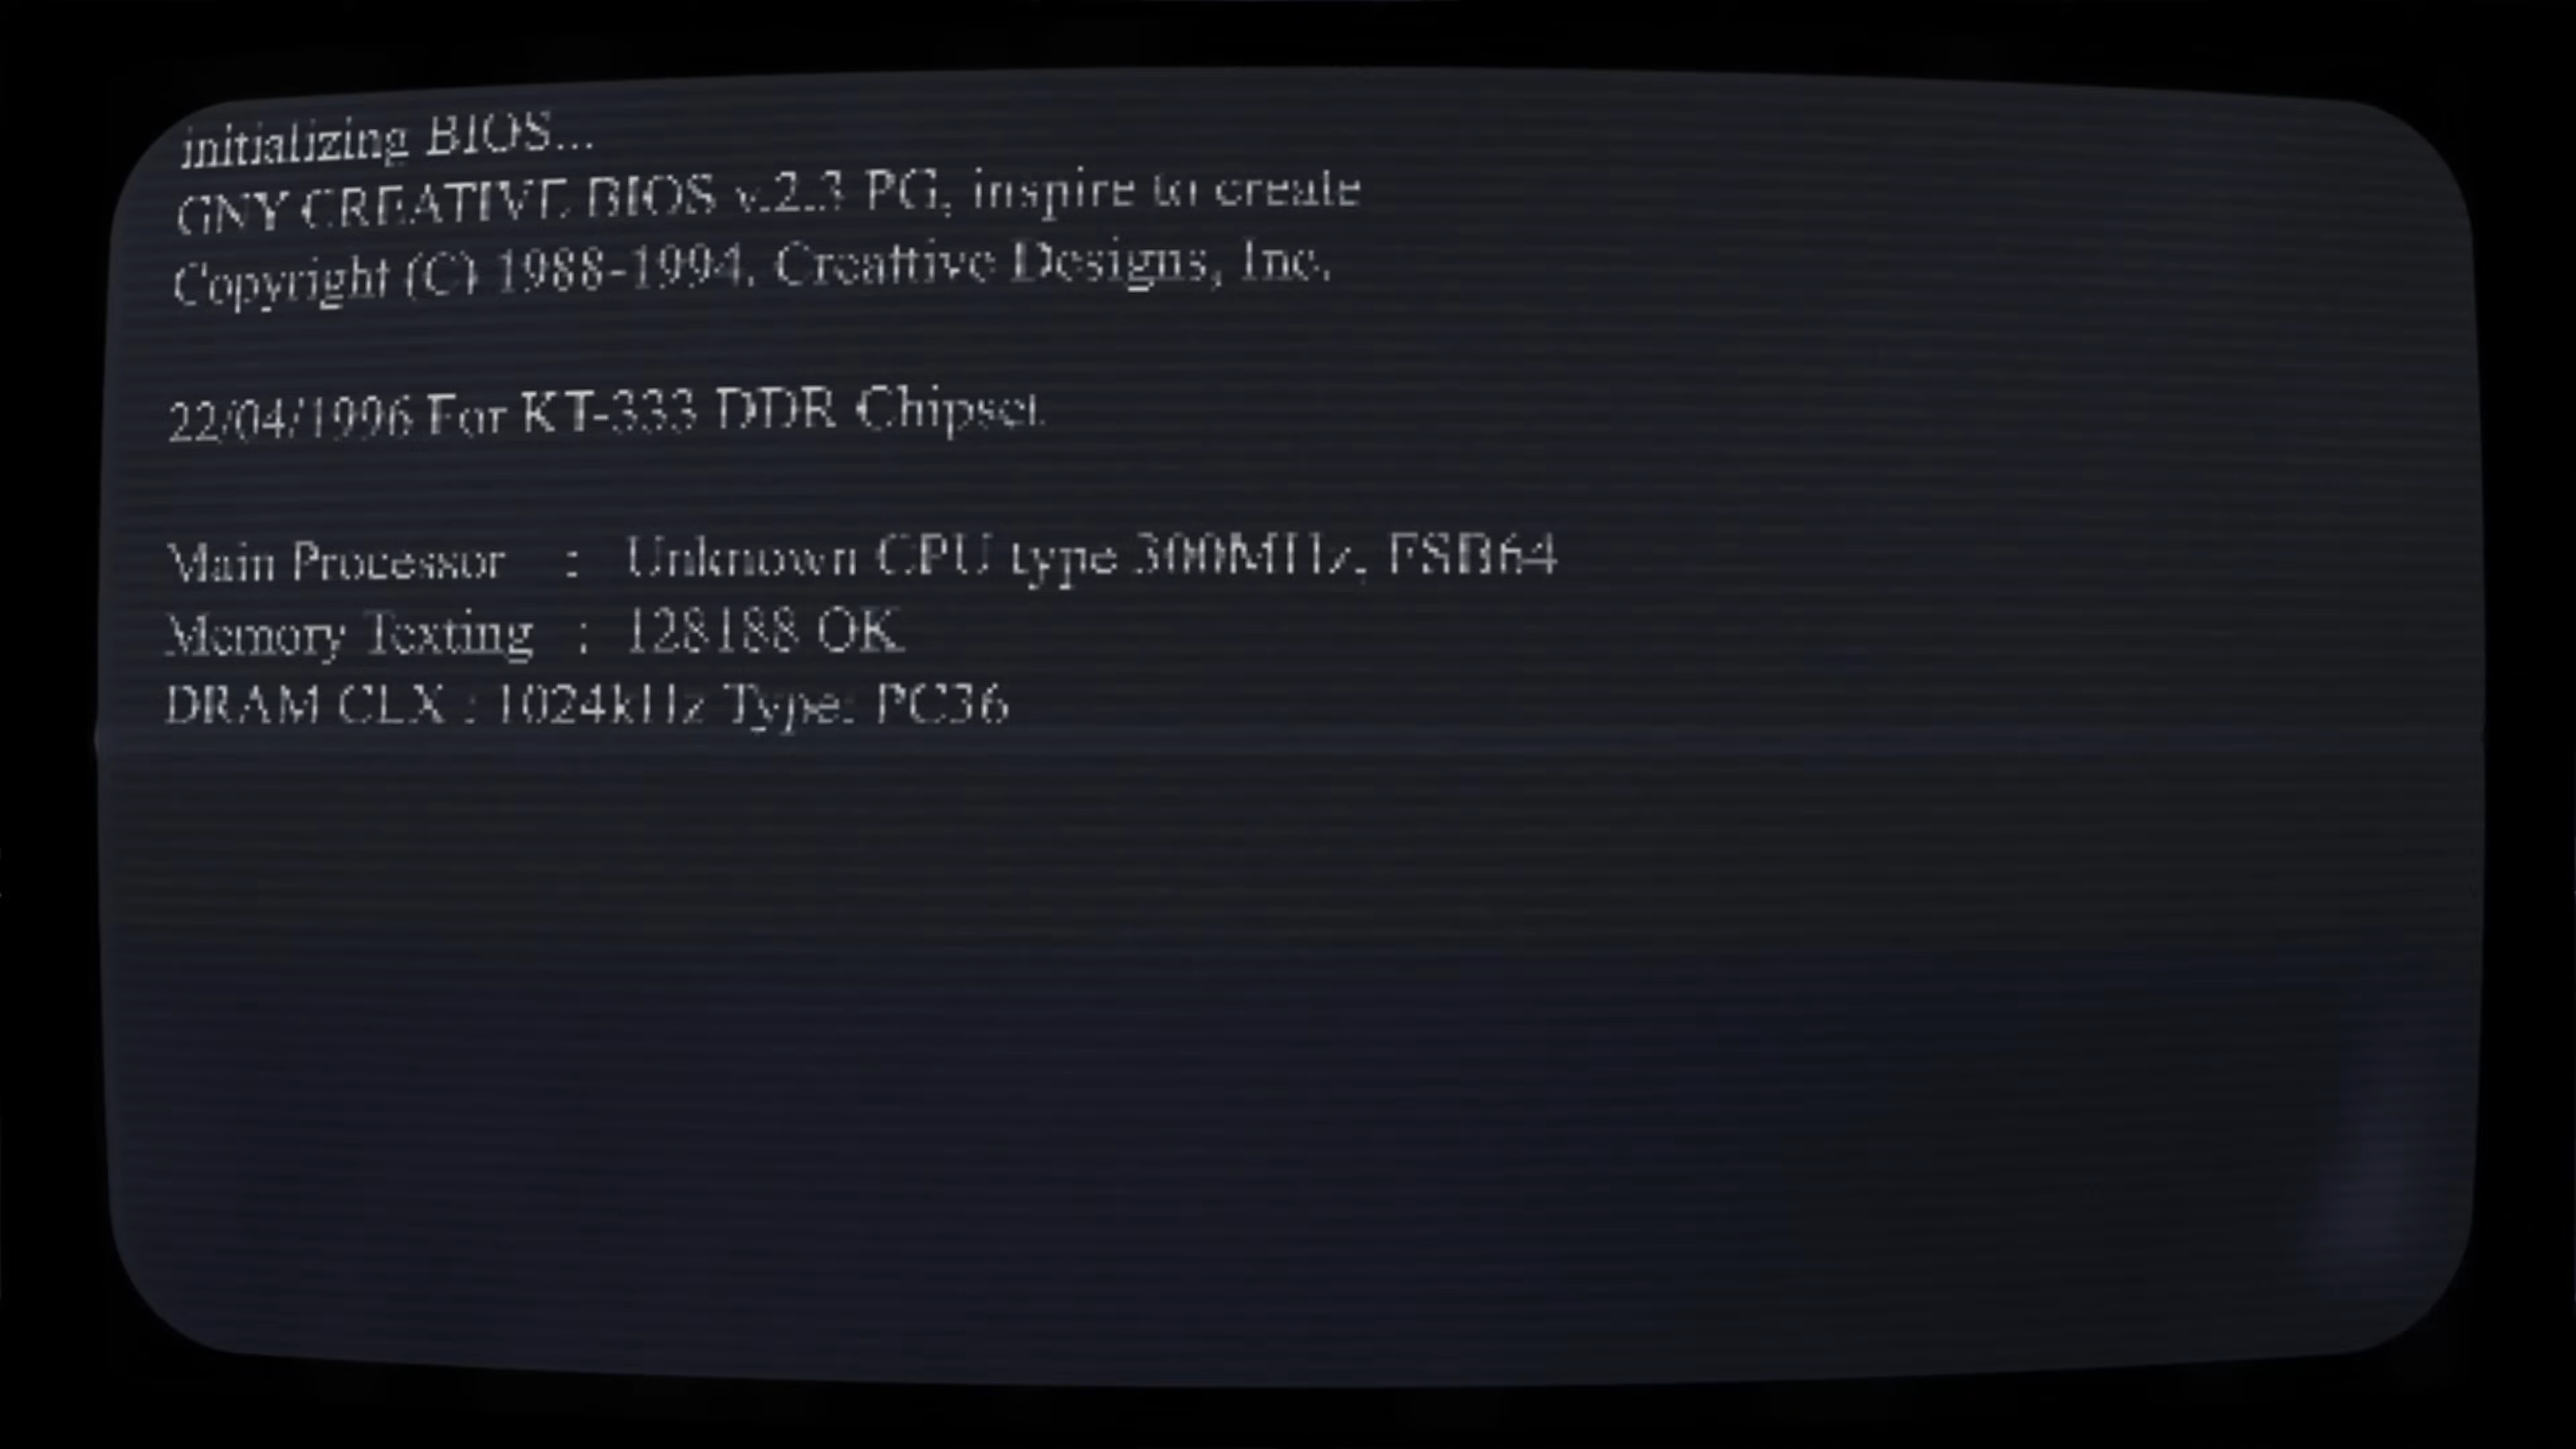 initializing BIOS...
GNY CREATIVE BIOS v.2.3 PG, inspire to create
Copyright (C) 1988-1994, Creattive Designs, Inc.
22/04/1996 For KT-333 DDR Chipset
Main Processor : Unknown CPU type 300MHz, FSB64
Memory Texting : 128188 OK
DRAM CLX : 1024kHz Type: PC36